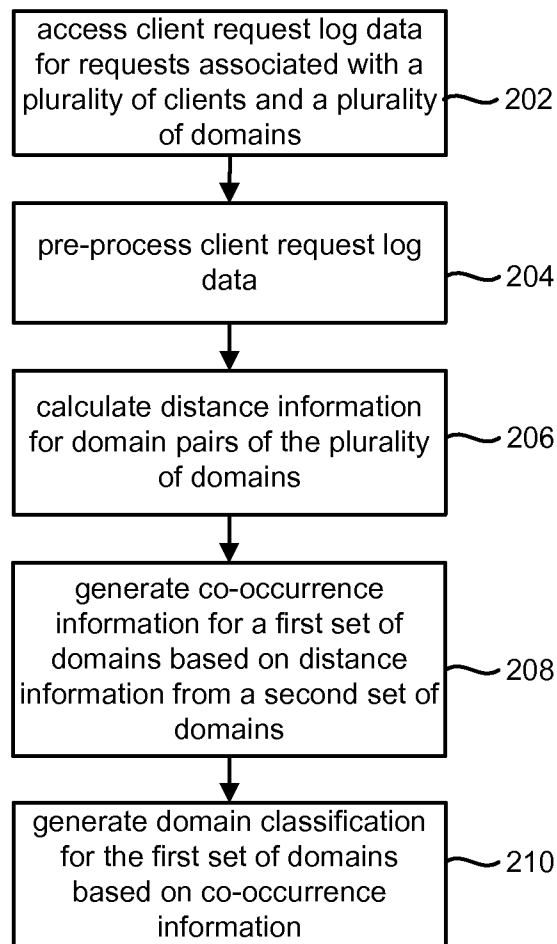 access client request log data
for requests associated with a
plurality of clients and a plurality
of domains
202
pre-process client request log
data
204
calculate distance information
for domain pairs of the plurality
of domains
206
generate co-occurrence
information for a first set of
domains based on distance
information from a second set of
domains
208
generate domain classification
for the first set of domains
based on co-occurrence
information
210